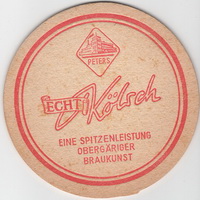 PETERS
ECHT Kölsch
EINE SPITZENLEISTUNG
OBERGÄRIGER
BRAUKUNST